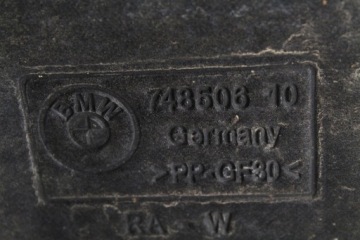 BMW
748506 10
Germany
>PP-GF30<
RA - W